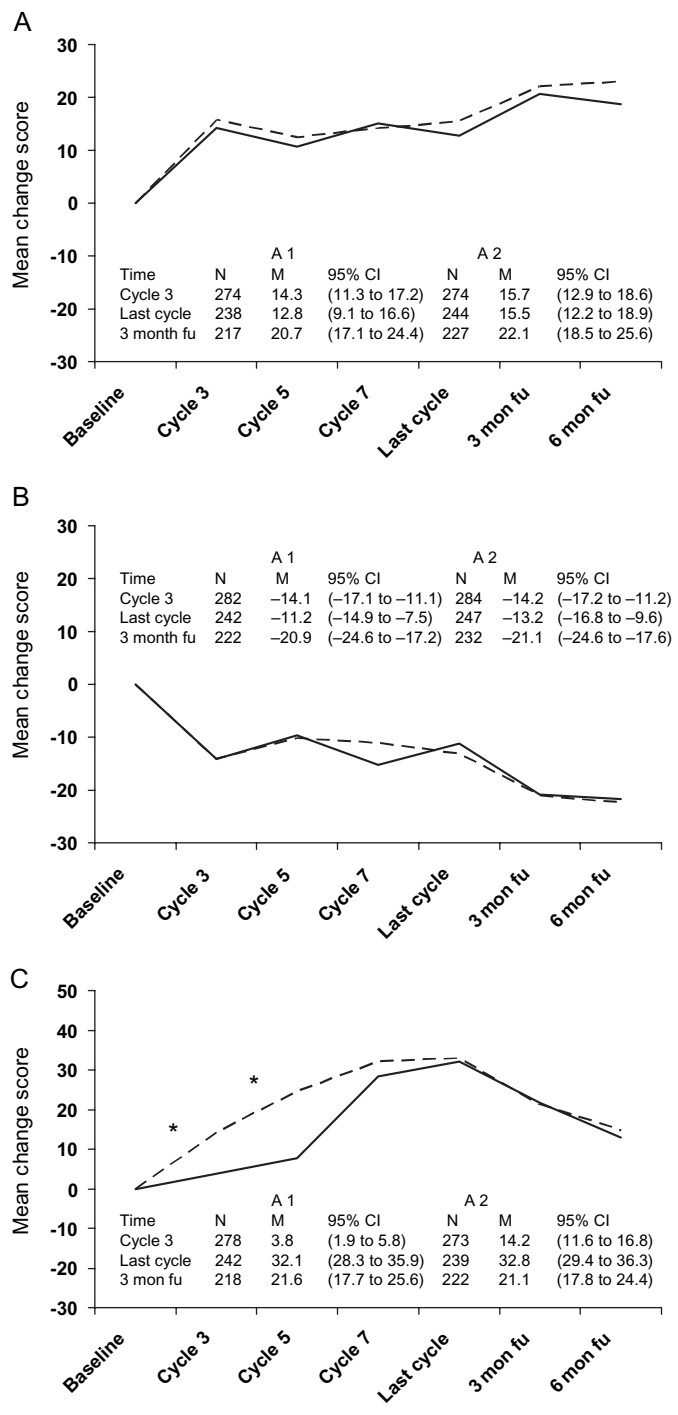 A
Mean change score
30
20
10
0
-10
-20
-30
A 1 A 2
Time N M 95% CI N M 95% CI
Cycle 3 274 14.3 (11.3 to 17.2) 274 15.7 (12.9 to 18.6)
Last cycle 238 12.8 (9.1 to 16.6) 244 15.5 (12.2 to 18.9)
3 month fu 217 20.7 (17.1 to 24.4) 227 22.1 (18.5 to 25.6)
Baseline
Cycle 3
Cycle 5
Cycle 7
Last cycle
3 mon fu
6 mon fu
B
Mean change score
30
20
10
0
-10
-20
-30
A 1 A 2
Time N M 95% CI N M 95% CI
Cycle 3 282 –14.1 (–17.1 to –11.1) 284 –14.2 (–17.2 to –11.2)
Last cycle 242 –11.2 (–14.9 to –7.5) 247 –13.2 (–16.8 to –9.6)
3 month fu 222 –20.9 (–24.6 to –17.2) 232 –21.1 (–24.6 to –17.6)
Baseline
Cycle 3
Cycle 5
Cycle 7
Last cycle
3 mon fu
6 mon fu
C
Mean change score
50
40
30
20
10
0
-10
-20
-30
*
*
A 1 A 2
Time N M 95% CI N M 95% CI
Cycle 3 278 3.8 (1.9 to 5.8) 273 14.2 (11.6 to 16.8)
Last cycle 242 32.1 (28.3 to 35.9) 239 32.8 (29.4 to 36.3)
3 mon fu 218 21.6 (17.7 to 25.6) 222 21.1 (17.8 to 24.4)
Baseline
Cycle 3
Cycle 5
Cycle 7
Last cycle
3 mon fu
6 mon fu